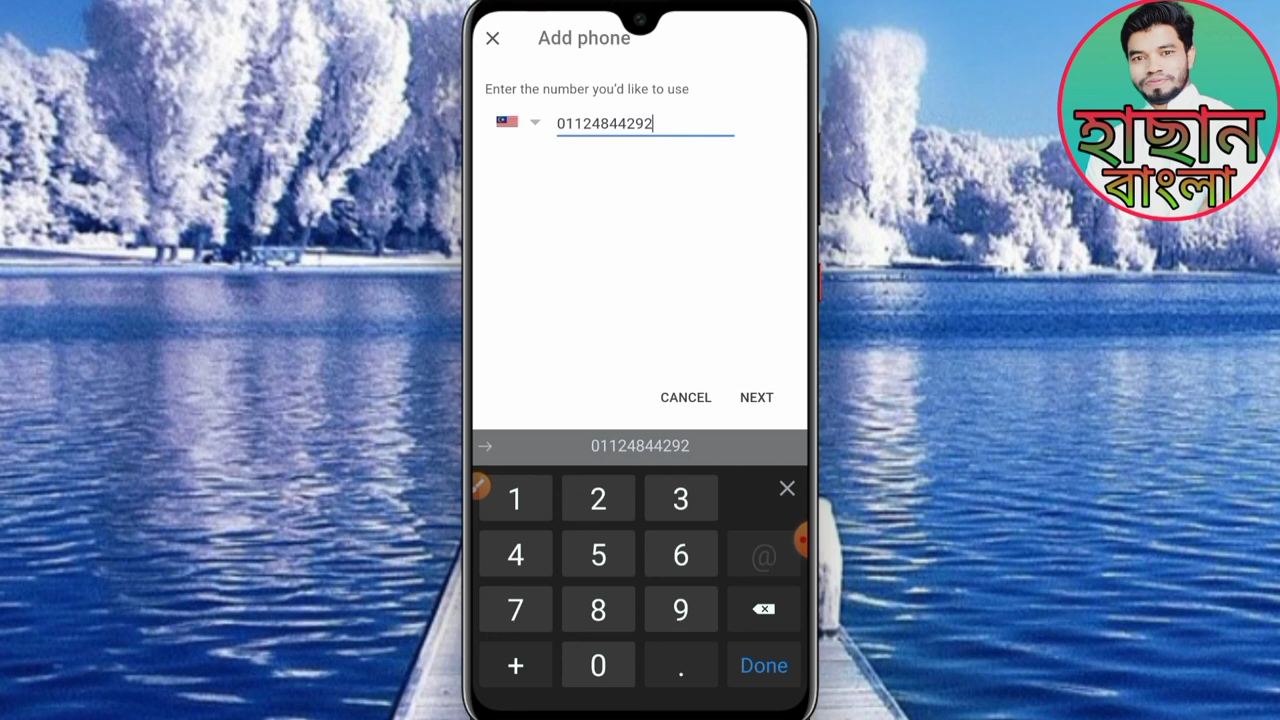 Add phone
Enter the number you'd like to use
01124844292
CANCEL NEXT
01124844292
1 2 3
4 5 6 @
7 8 9
+ 0 . Done
হাছান
বাংলা